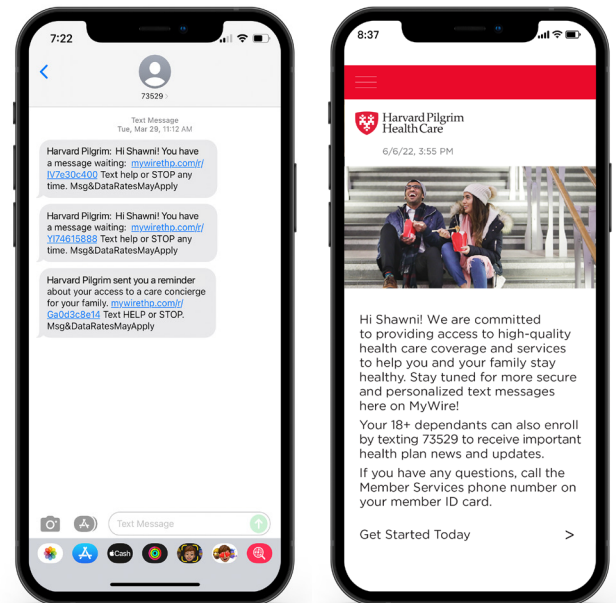 7:22
73529 >
Text Message
Tue, Mar 29, 11:12 AM
Harvard Pilgrim: Hi Shawni! You have
a message waiting: mywirethp.com/r/
IV7e30c400 Text help or STOP any
time. Msg&DataRatesMayApply
Harvard Pilgrim: Hi Shawni! You have
a message waiting: mywirethp.com/r/
YI74615888 Text help or STOP any
time. Msg&DataRatesMayApply
Harvard Pilgrim sent you a reminder
about your access to a care concierge
for your family. mywirethp.com/r/
Ga0d3c8e14 Text HELP or STOP.
Msg&DataRatesMayApply
Text Message
Cash
8:37
Harvard Pilgrim
Health Care
6/6/22, 3:55 PM
Hi Shawni! We are committed
to providing access to high-quality
health care coverage and services
to help you and your family stay
healthy. Stay tuned for more secure
and personalized text messages
here on MyWire!
Your 18+ dependants can also enroll
by texting 73529 to receive important
health plan news and updates.
If you have any questions, call the
Member Services phone number on
your member ID card.
Get Started Today >